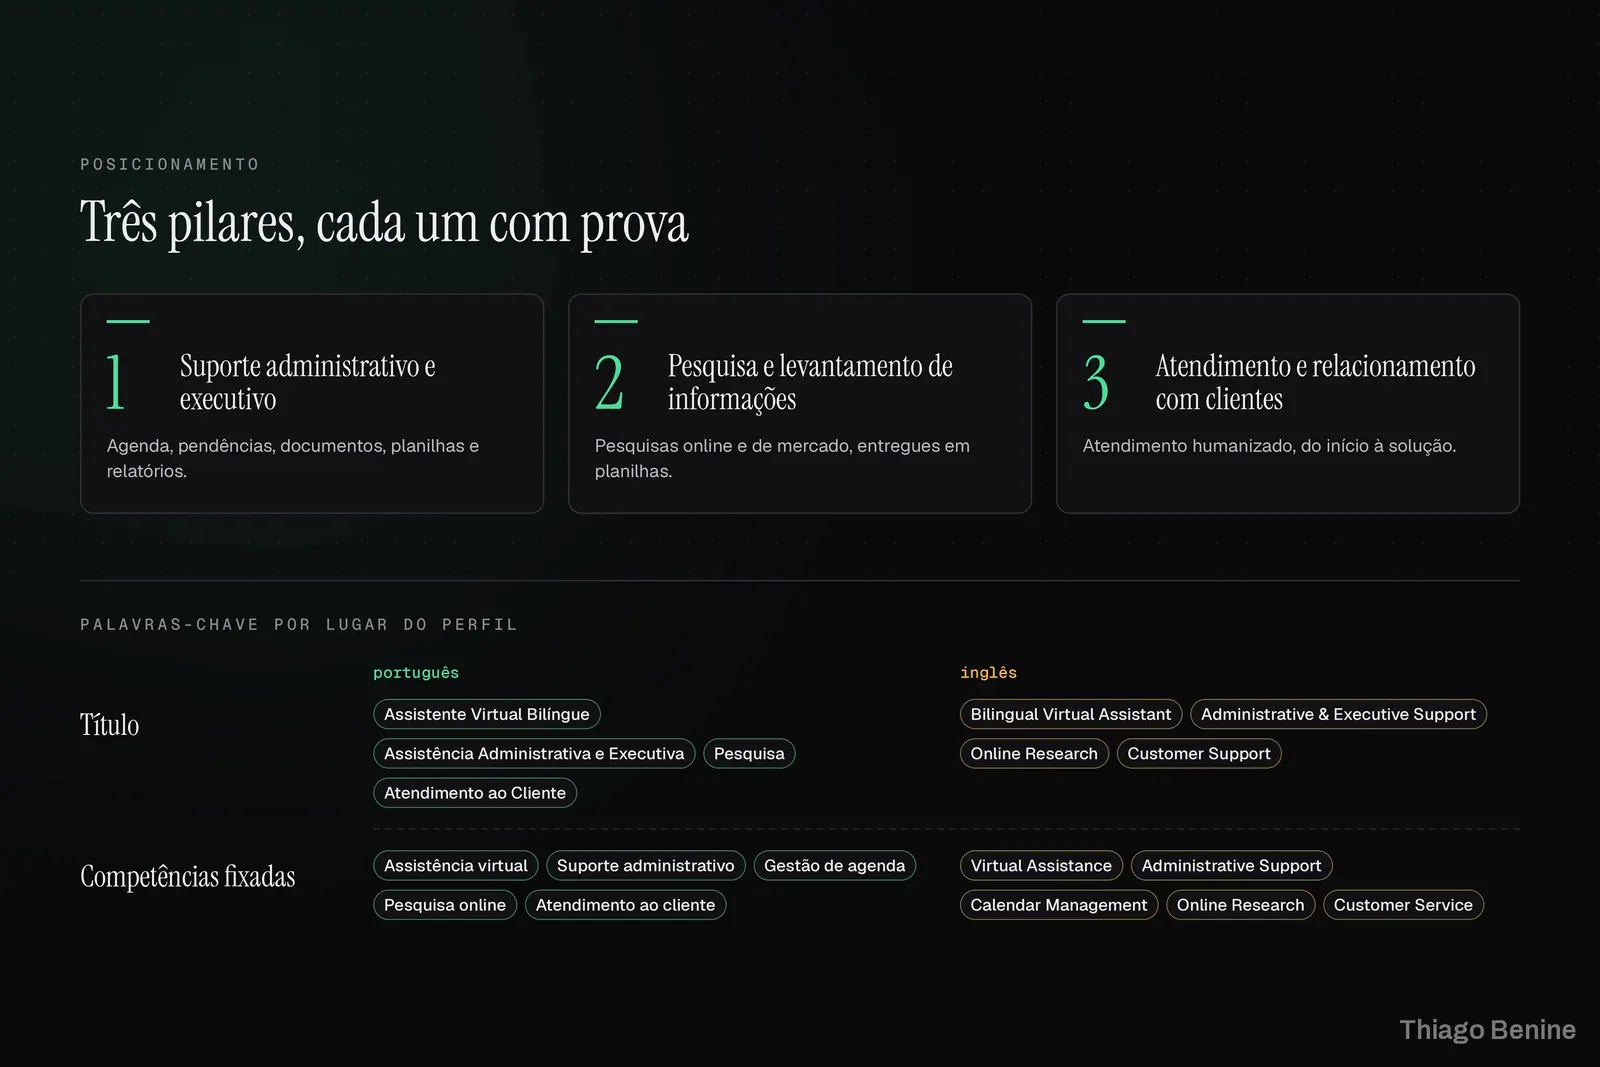 POSICIONAMENTO
Três pilares, cada um com prova
1
Suporte administrativo e
executivo
Agenda, pendências, documentos, planilhas e
relatórios.
2
Pesquisa e levantamento de
informações
Pesquisas online e de mercado, entregues em
planilhas.
3
Atendimento e relacionamento
com clientes
Atendimento humanizado, do início à solução.
PALAVRAS-CHAVE POR LUGAR DO PERFIL
português
inglês
Título
Assistente Virtual Bilíngue
Assistência Administrativa e Executiva Pesquisa
Atendimento ao Cliente
Bilingual Virtual Assistant Administrative & Executive Support
Online Research Customer Support
Competências fixadas
Assistência virtual Suporte administrativo Gestão de agenda
Pesquisa online Atendimento ao cliente
Virtual Assistance Administrative Support
Calendar Management Online Research Customer Service
Thiago Benine